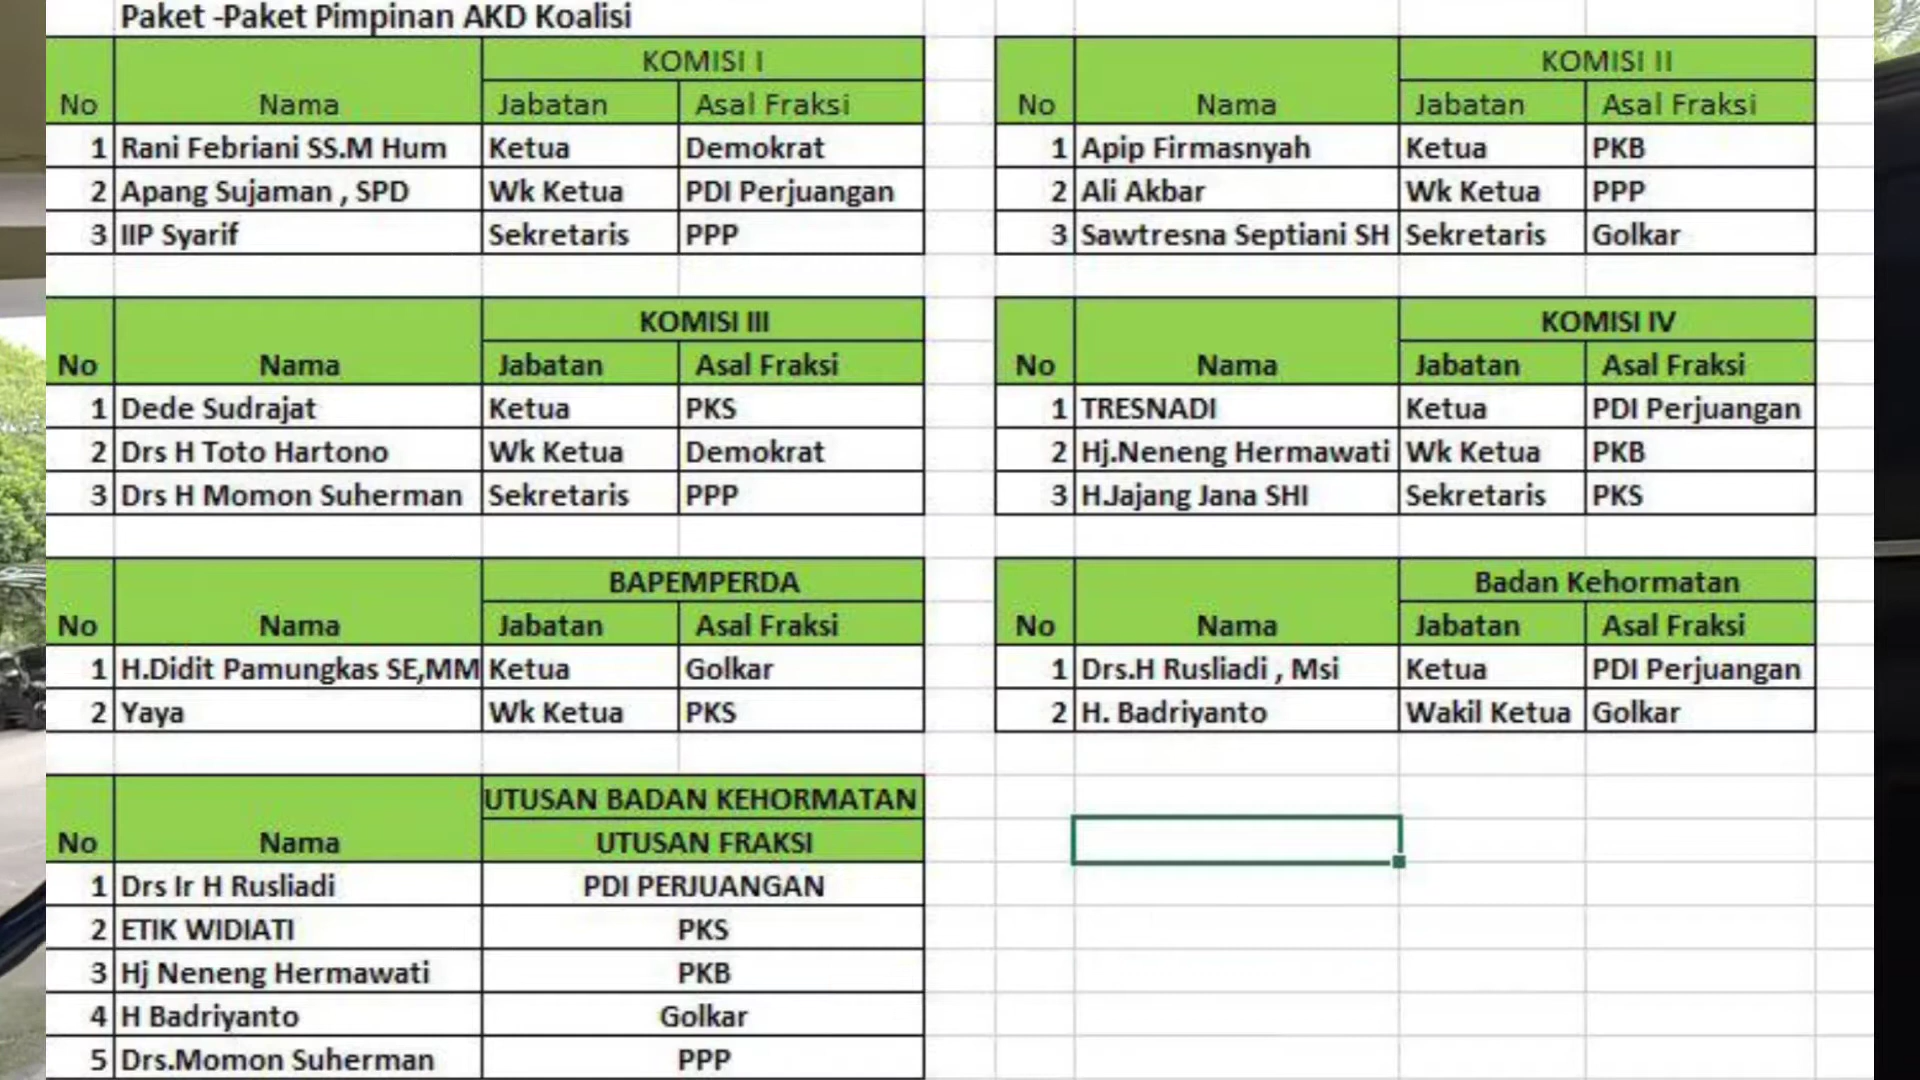 Paket -Paket Pimpinan AKD Koalisi
KOMISI I
No Nama Jabatan Asal Fraksi
1 Rani Febriani SS.M Hum Ketua Demokrat
2 Apang Sujaman , SPD Wk Ketua PDI Perjuangan
3 IIP Syarif Sekretaris PPP
KOMISI II
No Nama Jabatan Asal Fraksi
1 Apip Firmasnyah Ketua PKB
2 Ali Akbar Wk Ketua PPP
3 Sawtresna Septiani SH Sekretaris Golkar
KOMISI III
No Nama Jabatan Asal Fraksi
1 Dede Sudrajat Ketua PKS
2 Drs H Toto Hartono Wk Ketua Demokrat
3 Drs H Momon Suherman Sekretaris PPP
KOMISI IV
No Nama Jabatan Asal Fraksi
1 TRESNADI Ketua PDI Perjuangan
2 Hj.Neneng Hermawati Wk Ketua PKB
3 H.Jajang Jana SHI Sekretaris PKS
BAPEMPERDA
No Nama Jabatan Asal Fraksi
1 H.Didit Pamungkas SE,MM Ketua Golkar
2 Yaya Wk Ketua PKS
Badan Kehormatan
No Nama Jabatan Asal Fraksi
1 Drs.H Rusliadi , Msi Ketua PDI Perjuangan
2 H. Badriyanto Wakil Ketua Golkar
UTUSAN BADAN KEHORMATAN
No Nama UTUSAN FRAKSI
1 Drs Ir H Rusliadi PDI PERJUANGAN
2 ETIK WIDIATI PKS
3 Hj Neneng Hermawati PKB
4 H Badriyanto Golkar
5 Drs.Momon Suherman PPP